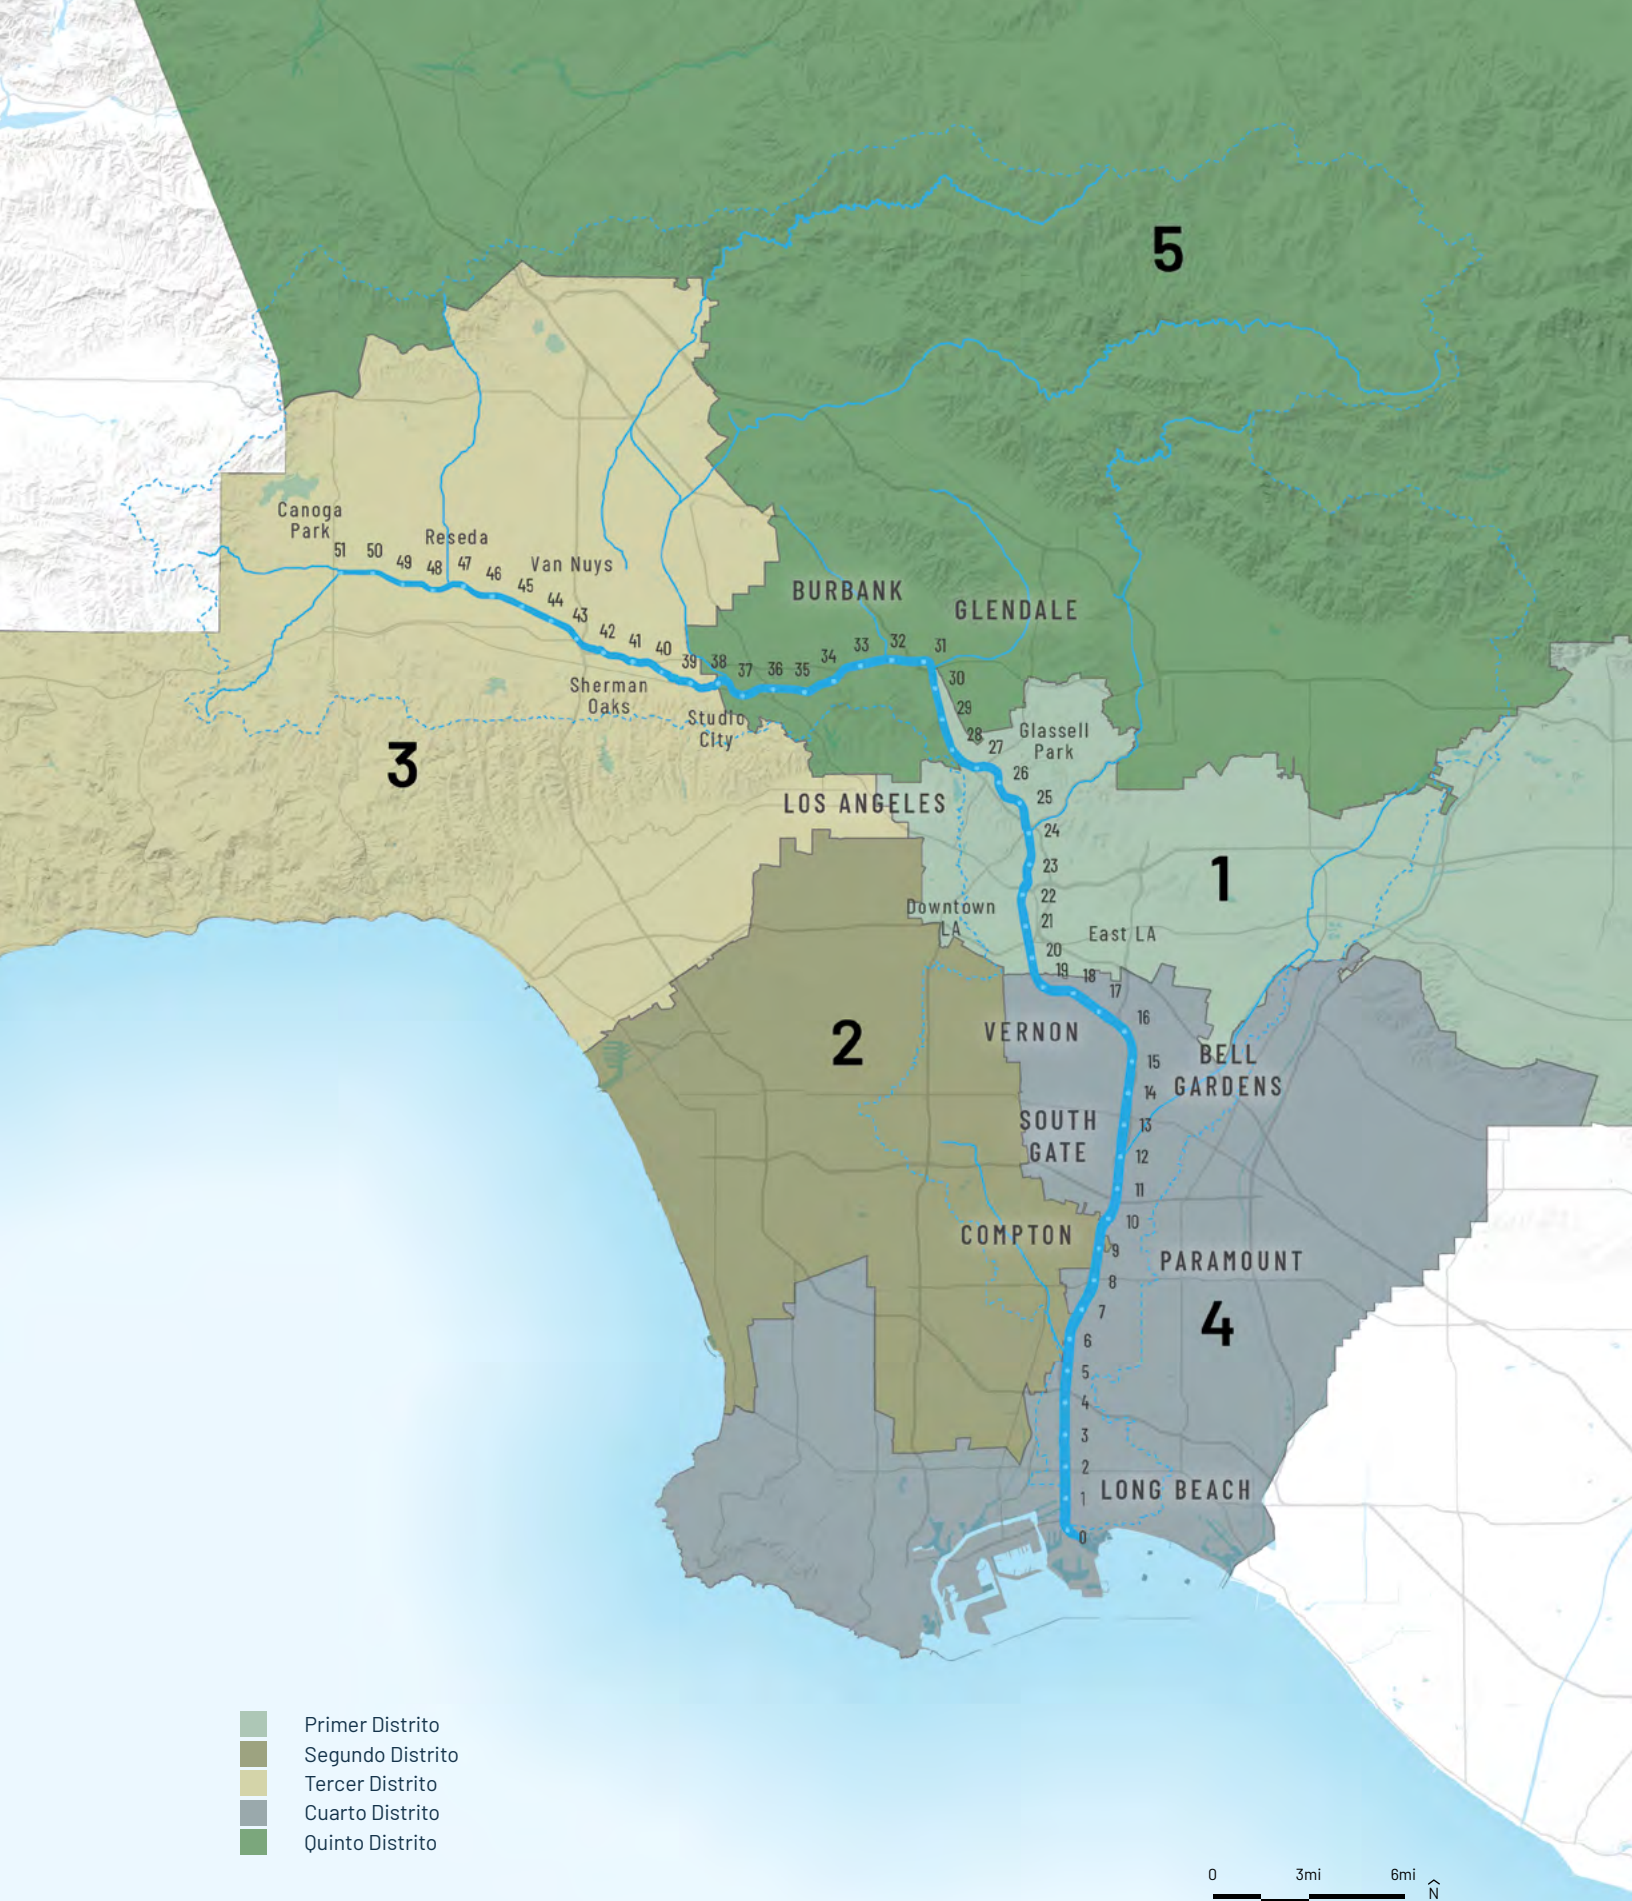 5
Canoga
Park
Reseda
Van Nuys
51
50
49
48
47
46
45
44
43
42
41
40
39
38
37
36
35
34
33
32
31
BURBANK
GLENDALE
Sherman
Oaks
Studio
City
30
29
28
27
Glassell
Park
3
26
LOS ANGELES
25
24
23
1
22
Downtown
LA
21
East LA
20
19
18
17
16
2
VERNON
15
BELL
GARDENS
14
SOUTH
GATE
13
12
11
10
COMPTON
9
PARAMOUNT
8
4
7
6
5
4
3
2
LONG BEACH
1
0
Primer Distrito
Segundo Distrito
Tercer Distrito
Cuarto Distrito
Quinto Distrito
0 3mi 6mi
N